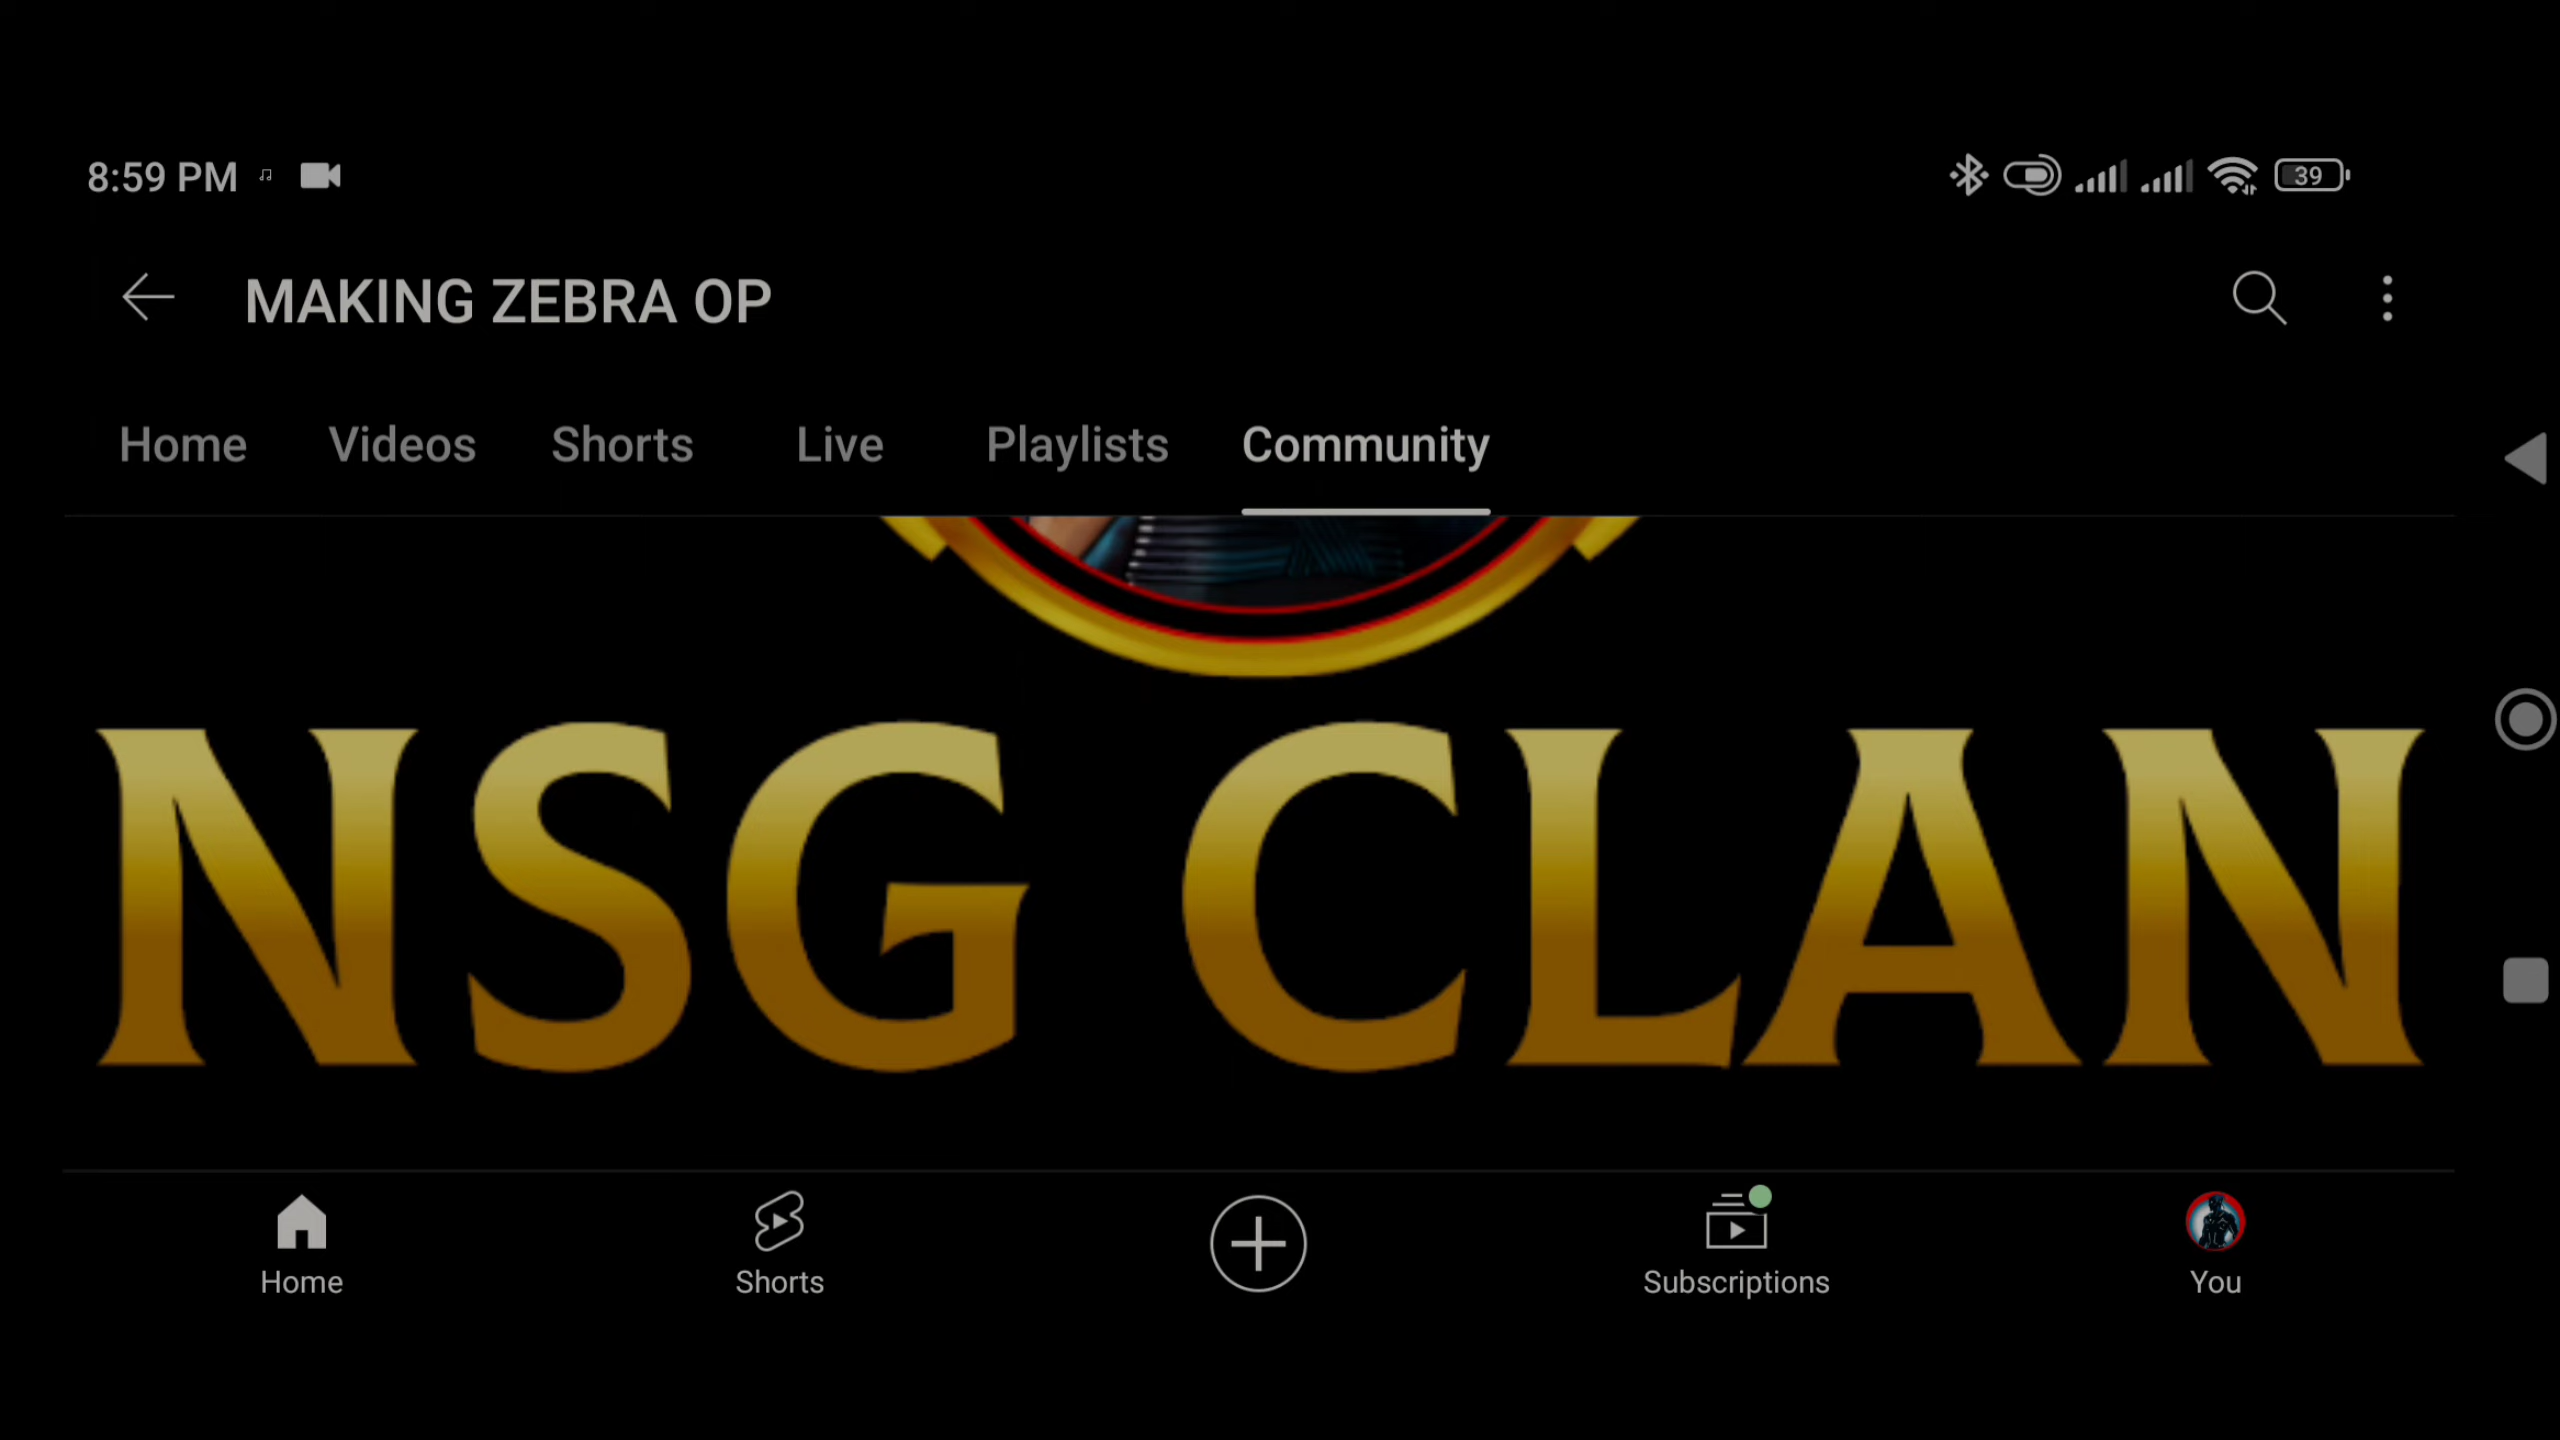 8:59 PM 39
MAKING ZEBRA OP
Home Videos Shorts Live Playlists Community
NSG CLAN
Home Shorts Subscriptions You